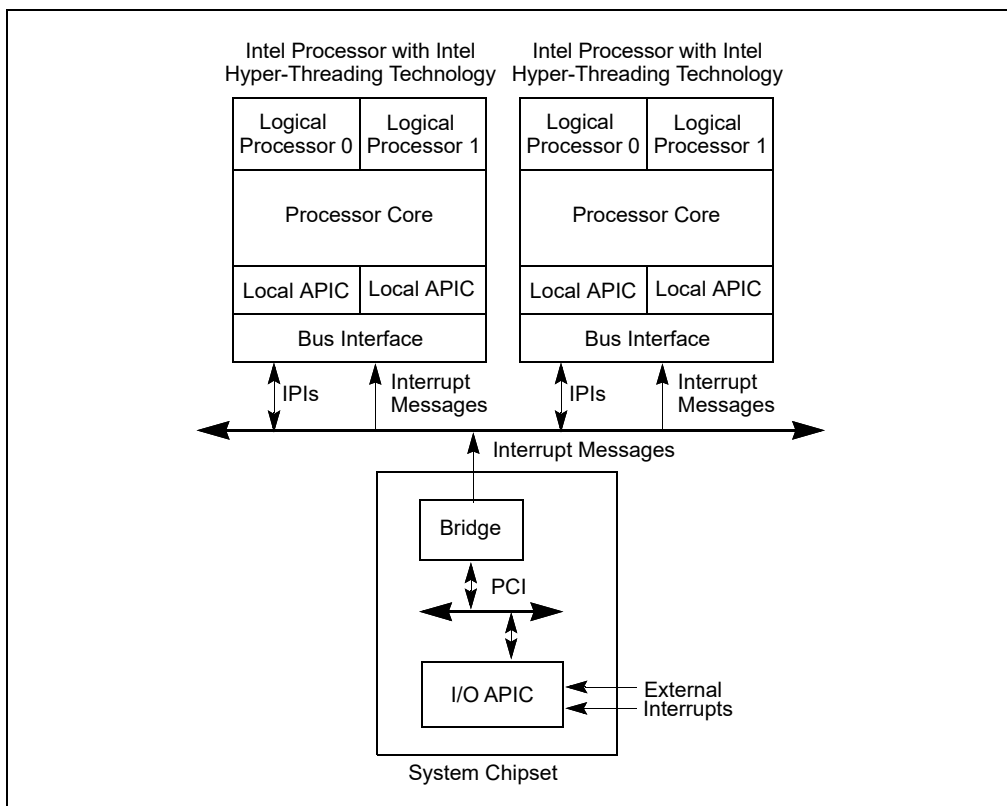 Intel Processor with Intel
Hyper-Threading Technology
Intel Processor with Intel
Hyper-Threading Technology
Logical
Processor 0
Logical
Processor 1
Logical
Processor 0
Logical
Processor 1
Processor Core
Processor Core
Local APIC
Local APIC
Local APIC
Local APIC
Bus Interface
Bus Interface
IPIs
Interrupt
Messages
IPIs
Interrupt
Messages
Interrupt Messages
Bridge
PCI
I/O APIC
External
Interrupts
System Chipset